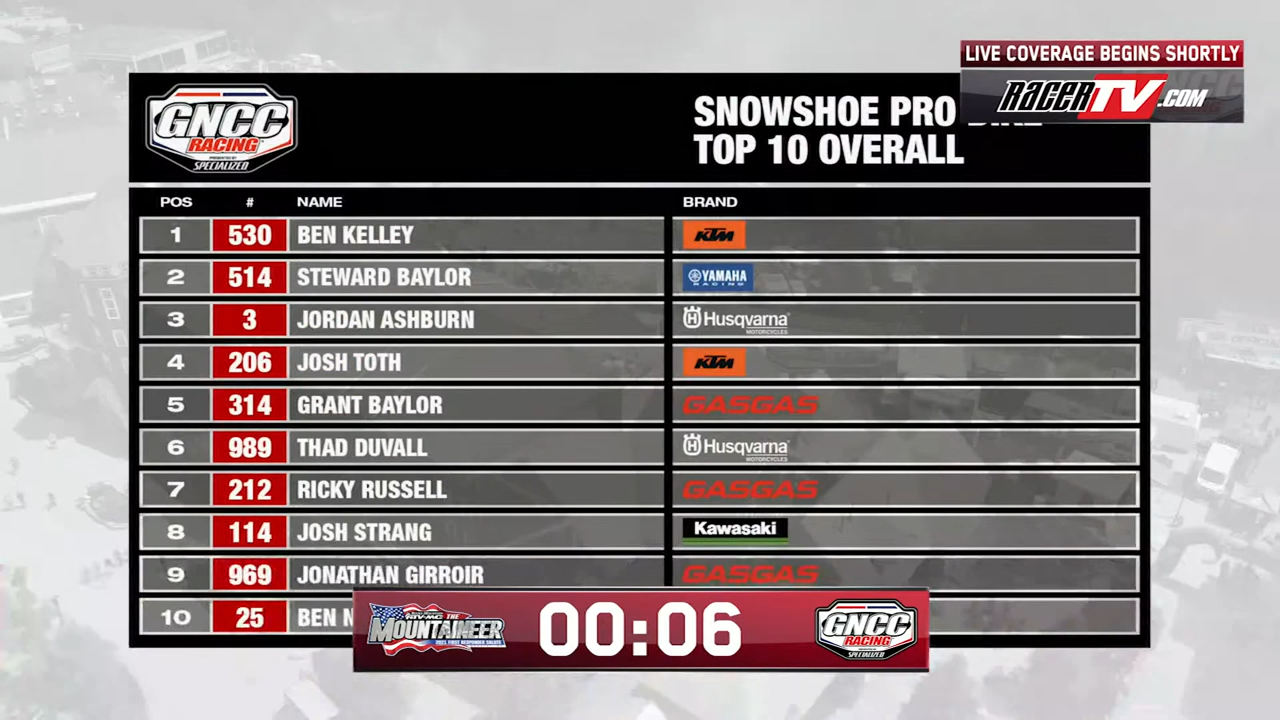 LIVE COVERAGE BEGINS SHORTLY
RACERTV.COM
GNCC
RACING
SPECIALIZED
SNOWSHOE PRO
TOP 10 OVERALL
POS # NAME BRAND
1 530 BEN KELLEY KTM
2 514 STEWARD BAYLOR YAMAHA RACING
3 3 JORDAN ASHBURN Husqvarna MOTORCYCLES
4 206 JOSH TOTH KTM
5 314 GRANT BAYLOR GASGAS
6 989 THAD DUVALL Husqvarna MOTORCYCLES
7 212 RICKY RUSSELL GASGAS
8 114 JOSH STRANG Kawasaki
9 969 JONATHAN GIRROIR GASGAS
10 25 BEN
THE
MOUNTAINEER
00:06
GNCC
RACING
SPECIALIZED